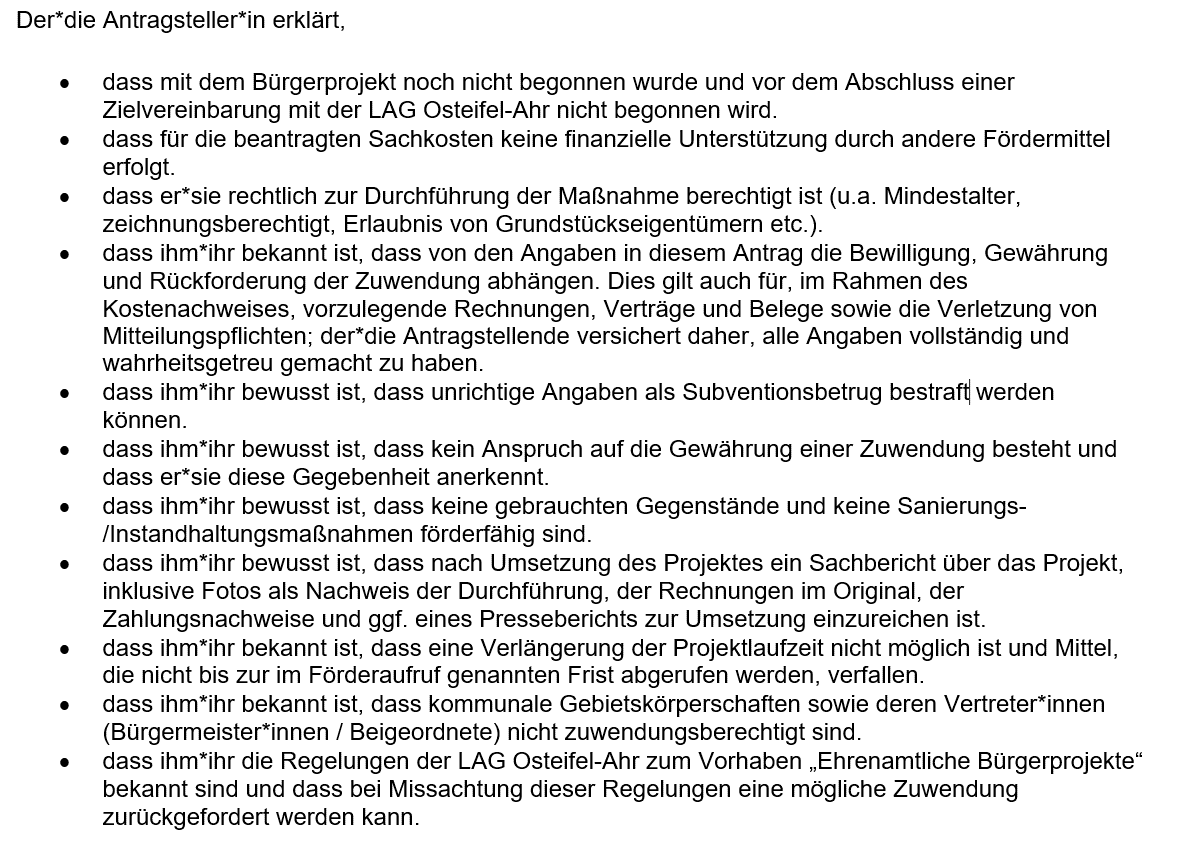 Der*die Antragsteller*in erklärt,
• dass mit dem Bürgerprojekt noch nicht begonnen wurde und vor dem Abschluss einer
Zielvereinbarung mit der LAG Osteifel-Ahr nicht begonnen wird.
• dass für die beantragten Sachkosten keine finanzielle Unterstützung durch andere Fördermittel
erfolgt.
• dass er*sie rechtlich zur Durchführung der Maßnahme berechtigt ist (u.a. Mindestalter,
zeichnungsberechtigt, Erlaubnis von Grundstückseigentümern etc.).
• dass ihm*ihr bekannt ist, dass von den Angaben in diesem Antrag die Bewilligung, Gewährung
und Rückforderung der Zuwendung abhängen. Dies gilt auch für, im Rahmen des
Kostenachweises, vorzulegende Rechnungen, Verträge und Belege sowie die Verletzung von
Mitteilungspflichten; der*die Antragstellende versichert daher, alle Angaben vollständig und
wahrheitsgetreu gemacht zu haben.
• dass ihm*ihr bewusst ist, dass unrichtige Angaben als Subventionsbetrug bestraft werden
können.
• dass ihm*ihr bewusst ist, dass kein Anspruch auf die Gewährung einer Zuwendung besteht und
dass er*sie diese Gegebenheit anerkennt.
• dass ihm*ihr bewusst ist, dass keine gebrauchten Gegenstände und keine Sanierungs-
/Instandhaltungsmaßnahmen förderfähig sind.
• dass ihm*ihr bewusst ist, dass nach Umsetzung des Projektes ein Sachbericht über das Projekt,
inklusive Fotos als Nachweis der Durchführung, der Rechnungen im Original, der
Zahlungsnachweise und ggf. eines Presseberichts zur Umsetzung einzureichen ist.
• dass ihm*ihr bekannt ist, dass eine Verlängerung der Projektlaufzeit nicht möglich ist und Mittel,
die nicht bis zur im Förderaufruf genannten Frist abgerufen werden, verfallen.
• dass ihm*ihr bekannt ist, dass kommunale Gebietskörperschaften sowie deren Vertreter*innen
(Bürgermeister*innen / Beigeordnete) nicht zuwendungsberechtigt sind.
• dass ihm*ihr die Regelungen der LAG Osteifel-Ahr zum Vorhaben „Ehrenamtliche Bürgerprojekte“
bekannt sind und dass bei Missachtung dieser Regelungen eine mögliche Zuwendung
zurückgefordert werden kann.